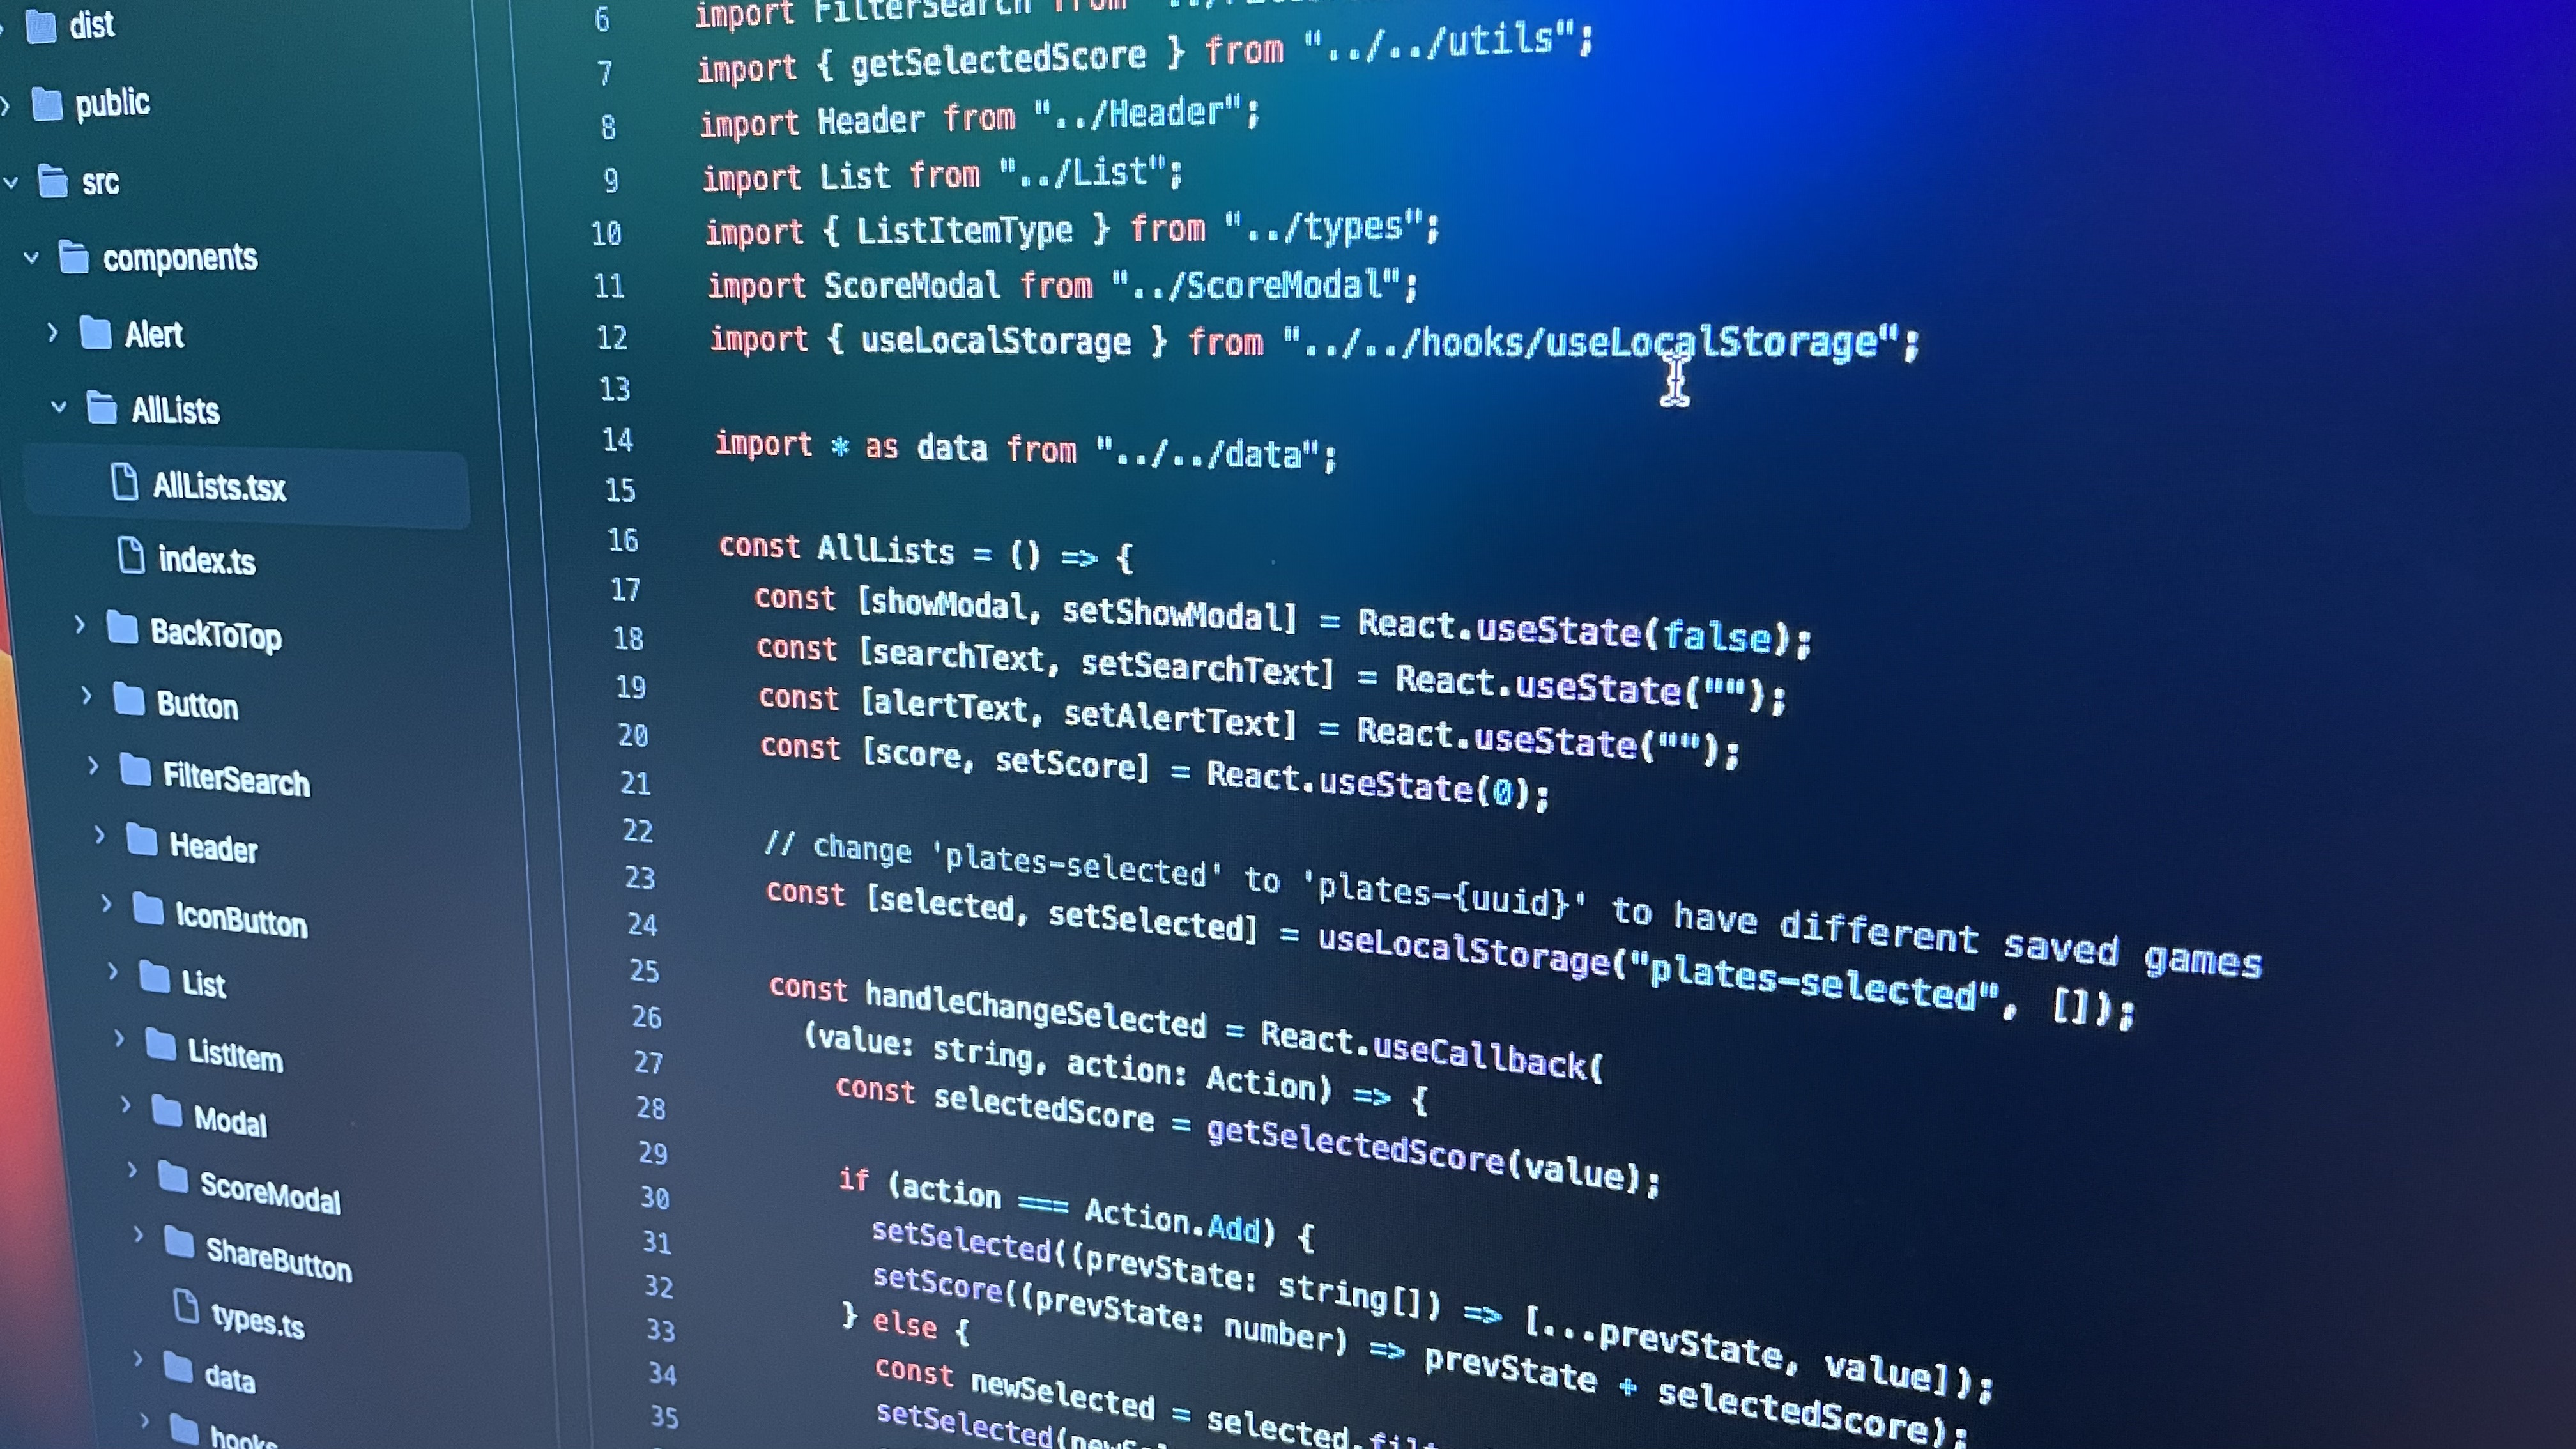 dist
public
src
components
Alert
AllLists
AllLists.tsx
index.ts
BackToTop
Button
FilterSearch
Header
IconButton
List
ListItem
Modal
ScoreModal
ShareButton
types.ts
data
hooks
6 import FilterSearch from
7 import { getSelectedScore } from "../../utils";
8 import Header from "../Header";
9 import List from "../List";
10 import { ListItemType } from "../types";
11 import ScoreModal from "../ScoreModal";
12 import { useLocalStorage } from "../../hooks/useLocalStorage";
13
14 import * as data from "../../data";
15
16 const AllLists = () => {
17 const [showModal, setShowModal] = React.useState(false);
18 const [searchText, setSearchText] = React.useState("");
19 const [alertText, setAlertText] = React.useState("");
20 const [score, setScore] = React.useState(0);
21
22 // change 'plates-selected' to 'plates-{uuid}' to have different saved games
23 const [selected, setSelected] = useLocalStorage("plates-selected", []);
24
25 const handleChangeSelected = React.useCallback(
26 (value: string, action: Action) => {
27 const selectedScore = getSelectedScore(value);
28
29 if (action === Action.Add) {
30 setSelected((prevState: string[]) => [...prevState, value]);
31 setScore((prevState: number) => prevState + selectedScore);
32 } else {
33 const newSelected = selected.filt
34 setSelected(newSel
35